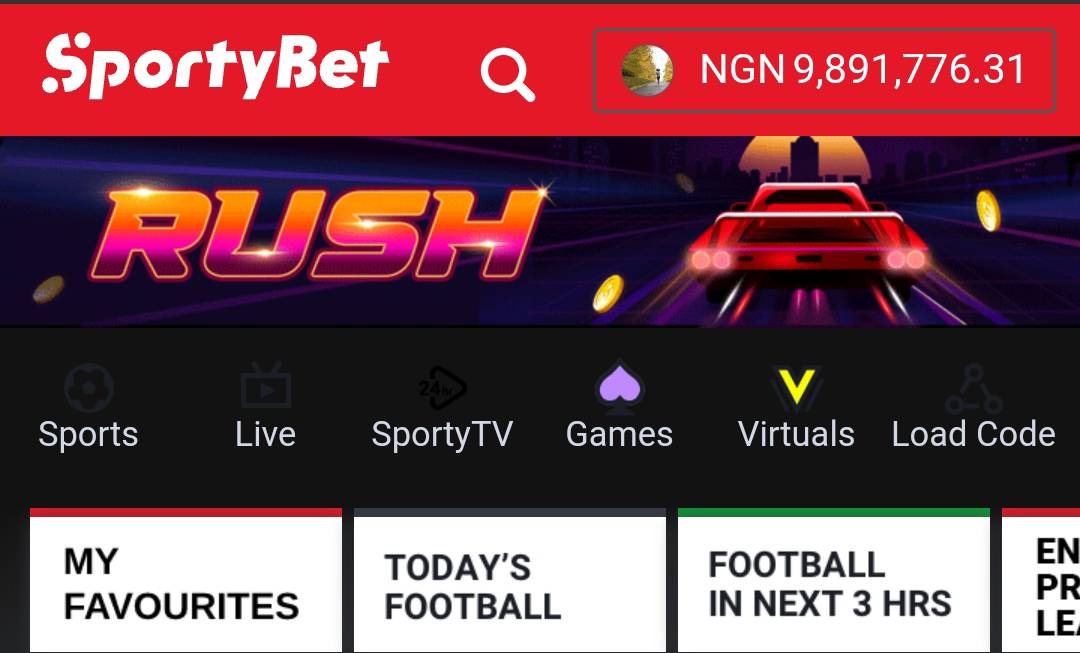 SportyBet
NGN 9,891,776.31
RUSH
Sports
Live
24hr
SportyTV
Games
Virtuals
Load Code
MY
FAVOURITES
TODAY’S
FOOTBALL
FOOTBALL
IN NEXT 3 HRS
EN
PR
LEA